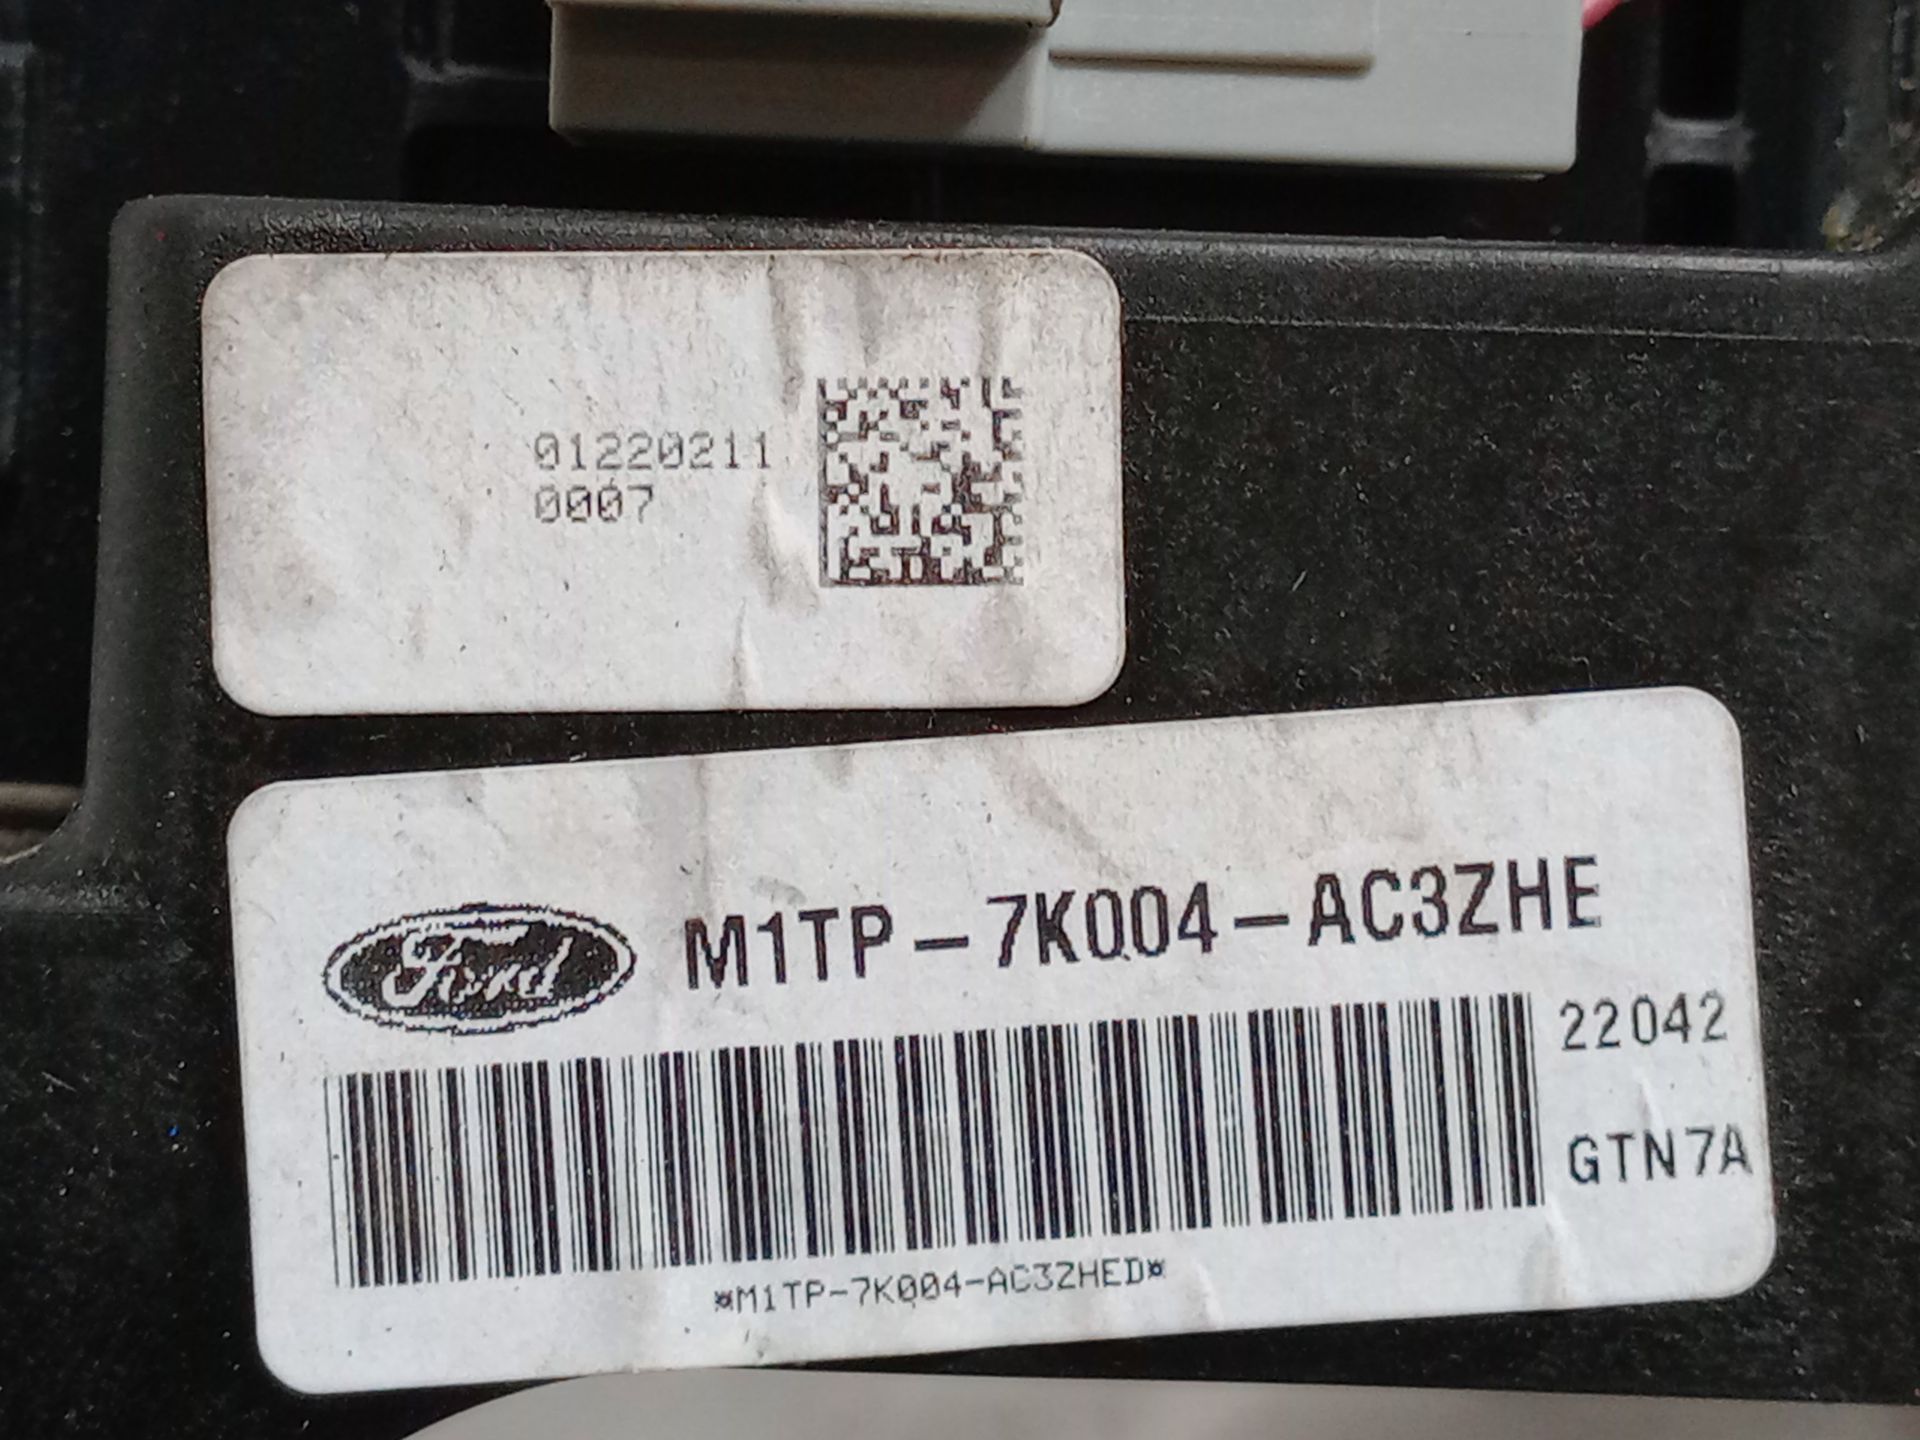 01220211
0007
Ford
M1TP-7K004-AC3ZHE
22042
GTN7A
*M1TP-7K004-AC3ZHED*